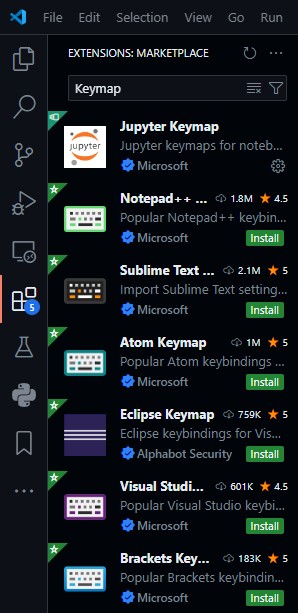 File Edit Selection View Go Run
EXTENSIONS: MARKETPLACE
Keymap
Jupyter Keymap
jupyter
Jupyter keymaps for noteb...
Microsoft
Notepad++ ... 1.8M 4.5
Popular Notepad++ keybin...
Microsoft Install
Sublime Text ... 2.1M 5
Import Sublime Text setting...
Microsoft Install
5
Atom Keymap 1M 5
Popular Atom keybindings ...
Microsoft Install
Eclipse Keymap 759K 5
Eclipse keybindings for Vis...
Alphabot Security Install
Visual Studi... 601K 4.5
Popular Visual Studio keybi...
Microsoft Install
Brackets Key... 183K 5
Popular Brackets keybindin...
Microsoft Install